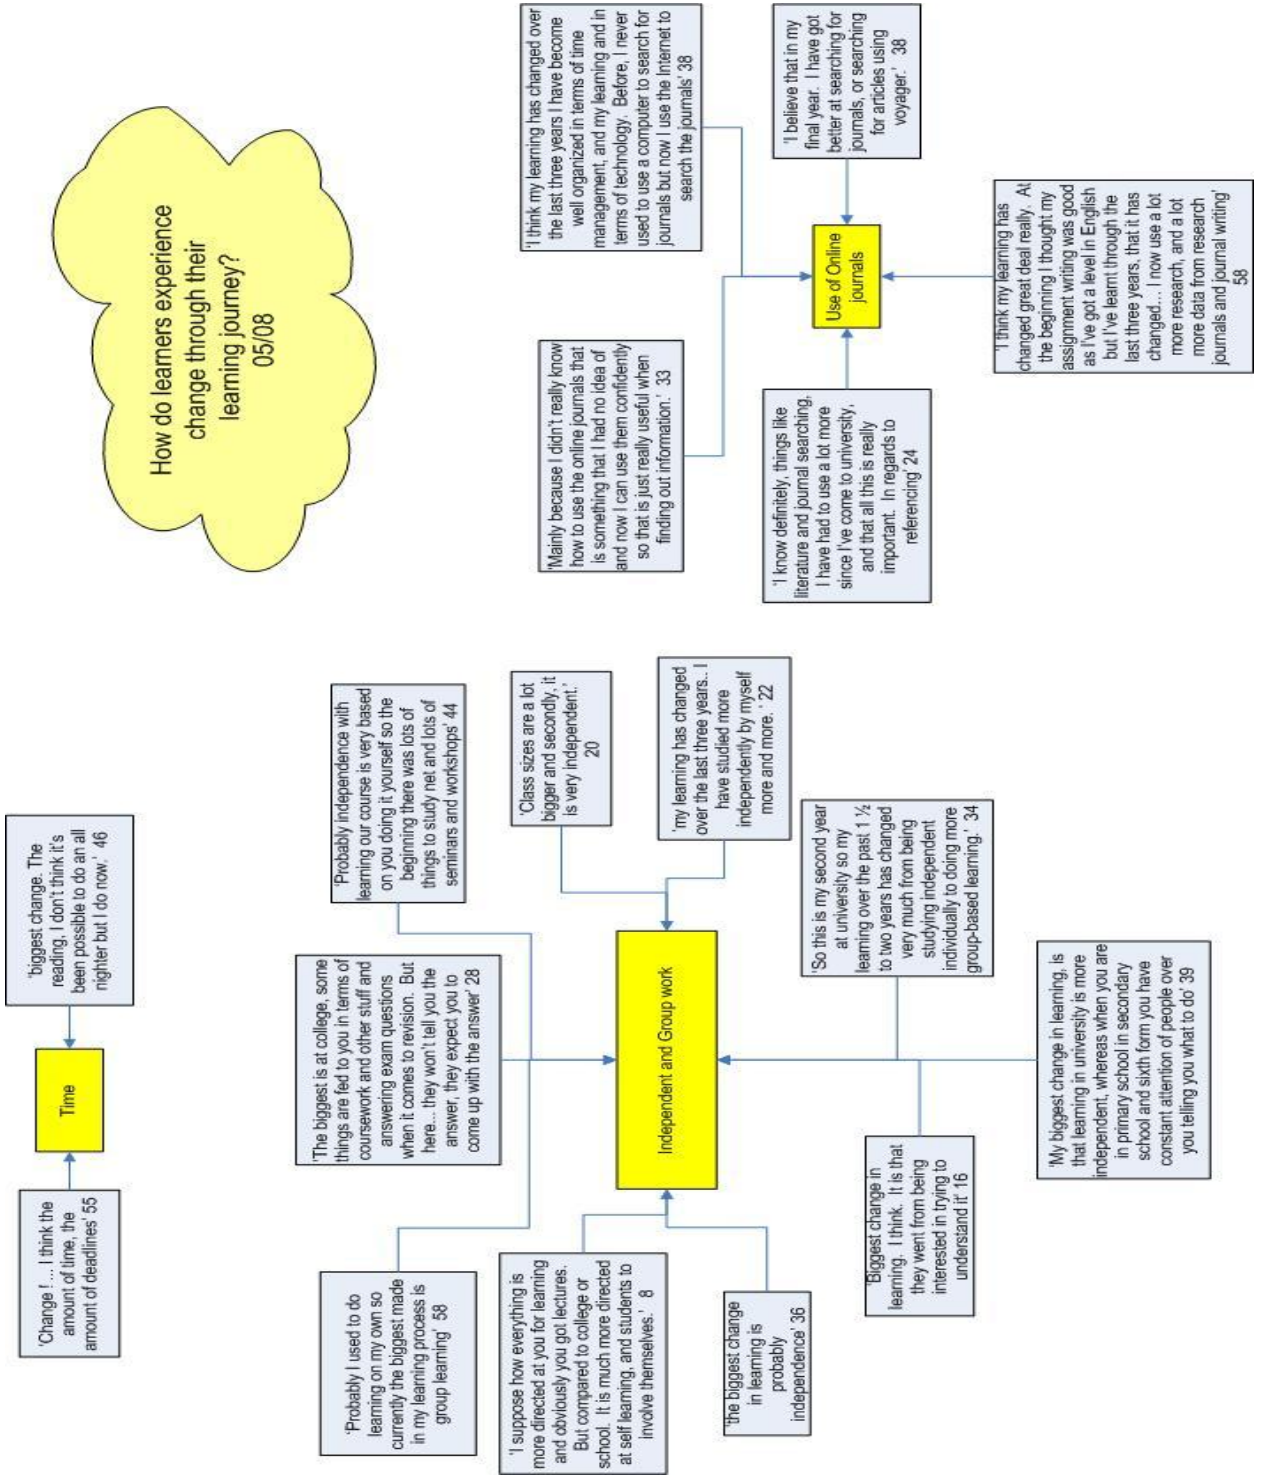 How do learners experience
change through their
learning journey?
05/08
'Change ! ... I think the
amount of time, the
amount of deadlines' 55
Time
'biggest change. The
reading, I don't think it's
been possible to do an all
nighter but I do now.' 46
'Probably I used to do
learning on my own so
currently the biggest made
in my learning process is
group learning' 58
'The biggest is at college, some
things are fed to you in terms of
coursework and other stuff and
answering exam questions
when it comes to revision. But
here... they won't tell you the
answer, they expect you to
come up with the answer' 28
'Probably independence with
learning our course is very based
on you doing it yourself so the
beginning there was lots of
things to study net and lots of
seminars and workshops' 44
'I suppose how everything is
more directed at you for learning
and obviously you got lectures.
But compared to college or
school. It is much more directed
at self learning, and students to
involve themselves.' 8
'Class sizes are a lot
bigger and secondly, it
is very independent.'
20
Independent and Group work
'the biggest change
in learning is
probably
independence' 36
'my learning has changed
over the last three years.. I
have studied more
independently by myself
more and more. ' 22
'Biggest change in
learning. I think. It is that
they went from being
interested in trying to
understand it' 16
'So this is my second year
at university so my
learning over the past 1 ½
to two years has changed
very much from being
studying independent
individually to doing more
group-based learning.' 34
'My biggest change in learning, is
that learning in university is more
independent, whereas when you are
in primary school in secondary
school and sixth form you have
constant attention of people over
you telling you what to do' 39
'Mainly because I didn't really know
how to use the online journals that
is something that I had no idea of
and now I can use them confidently
so that is just really useful when
finding out information.' 33
'I think my learning has changed over
the last three years I have become
well organized in terms of time
management, and my learning and in
terms of technology. Before, I never
used to use a computer to search for
journals but now I use the Internet to
search the journals' 38
'I know definitely, things like
literature and journal searching,
I have had to use a lot more
since I've come to university,
and that all this is really
important. In regards to
referencing' 24
Use of Online
journals
'I believe that in my
final year. I have got
better at searching for
journals, or searching
for articles using
voyager.' 38
'I think my learning has
changed great deal really. At
the beginning I thought my
assignment writing was good
as I've got a level in English
but I've learnt through the
last three years, that it has
changed... I now use a lot
more research, and a lot
more data from research
journals and journal writing'
58